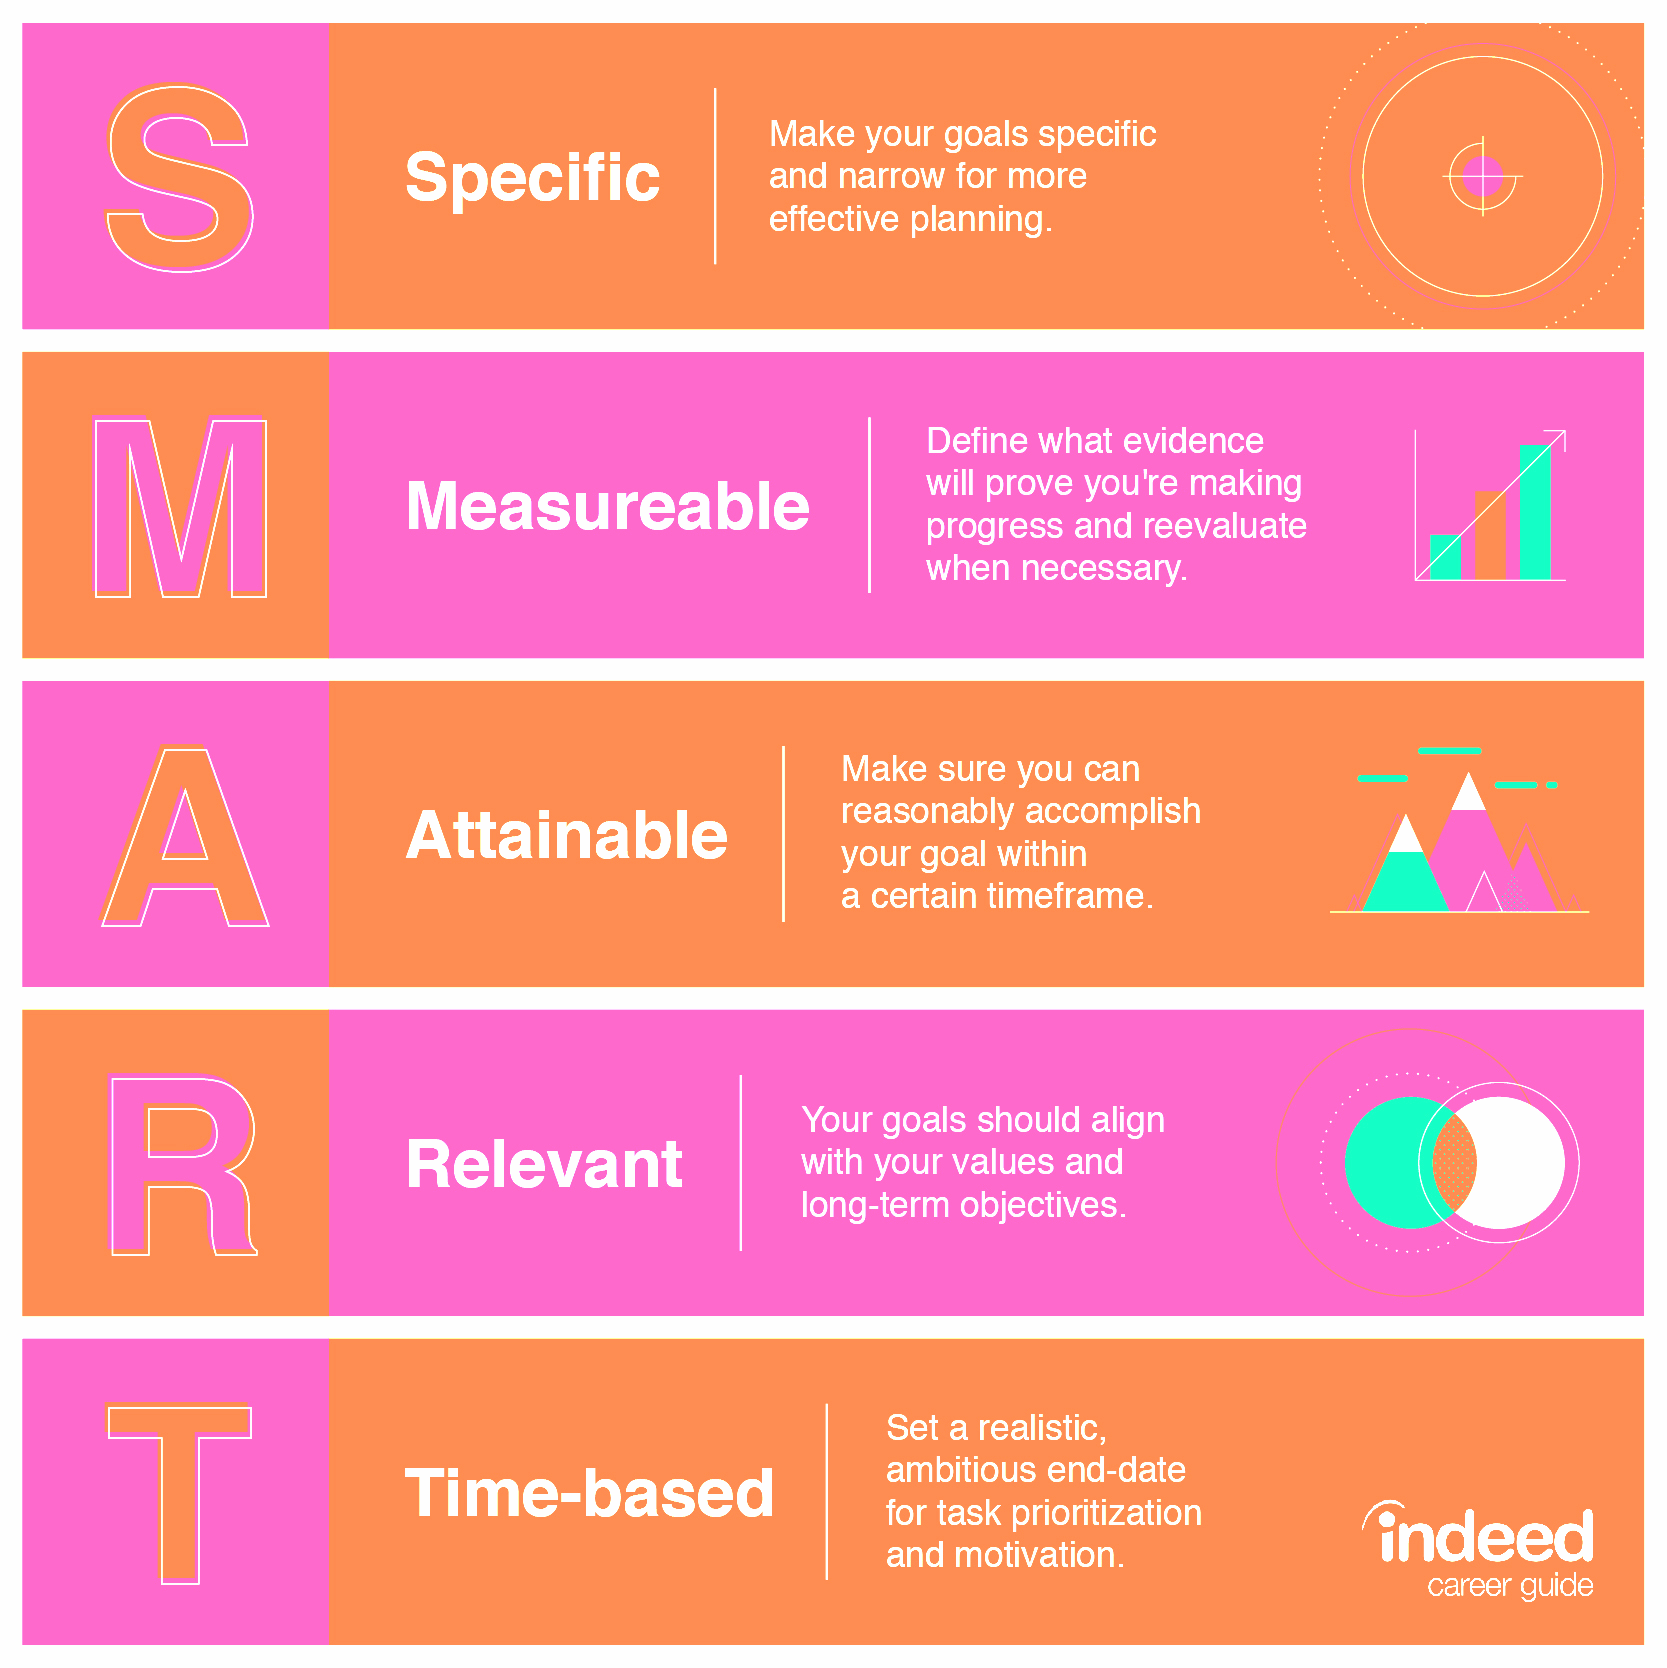 S
Specific
Make your goals specific
and narrow for more
effective planning.
M
Measureable
Define what evidence
will prove you're making
progress and reevaluate
when necessary.
A
Attainable
Make sure you can
reasonably accomplish
your goal within
a certain timeframe.
R
Relevant
Your goals should align
with your values and
long-term objectives.
T
Time-based
Set a realistic,
ambitious end-date
for task prioritization
and motivation.
indeed
career guide